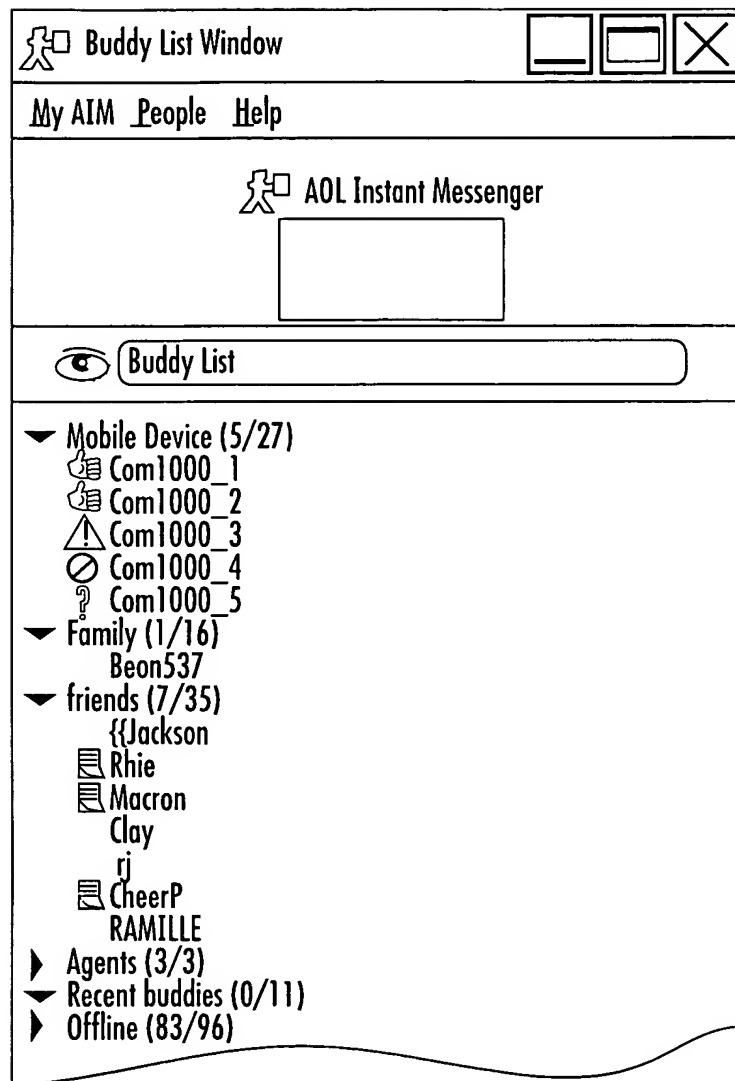 Buddy List Window
My AIM People Help
AOL Instant Messenger
Buddy List
Mobile Device (5/27)
Com1000_1
Com1000_2
Com1000_3
Com1000_4
Com1000_5
Family (1/16)
Beon537
friends (7/35)
{{Jackson
Rhie
Macron
Clay
rj
CheerP
RAMILLE
Agents (3/3)
Recent buddies (0/11)
Offline (83/96)